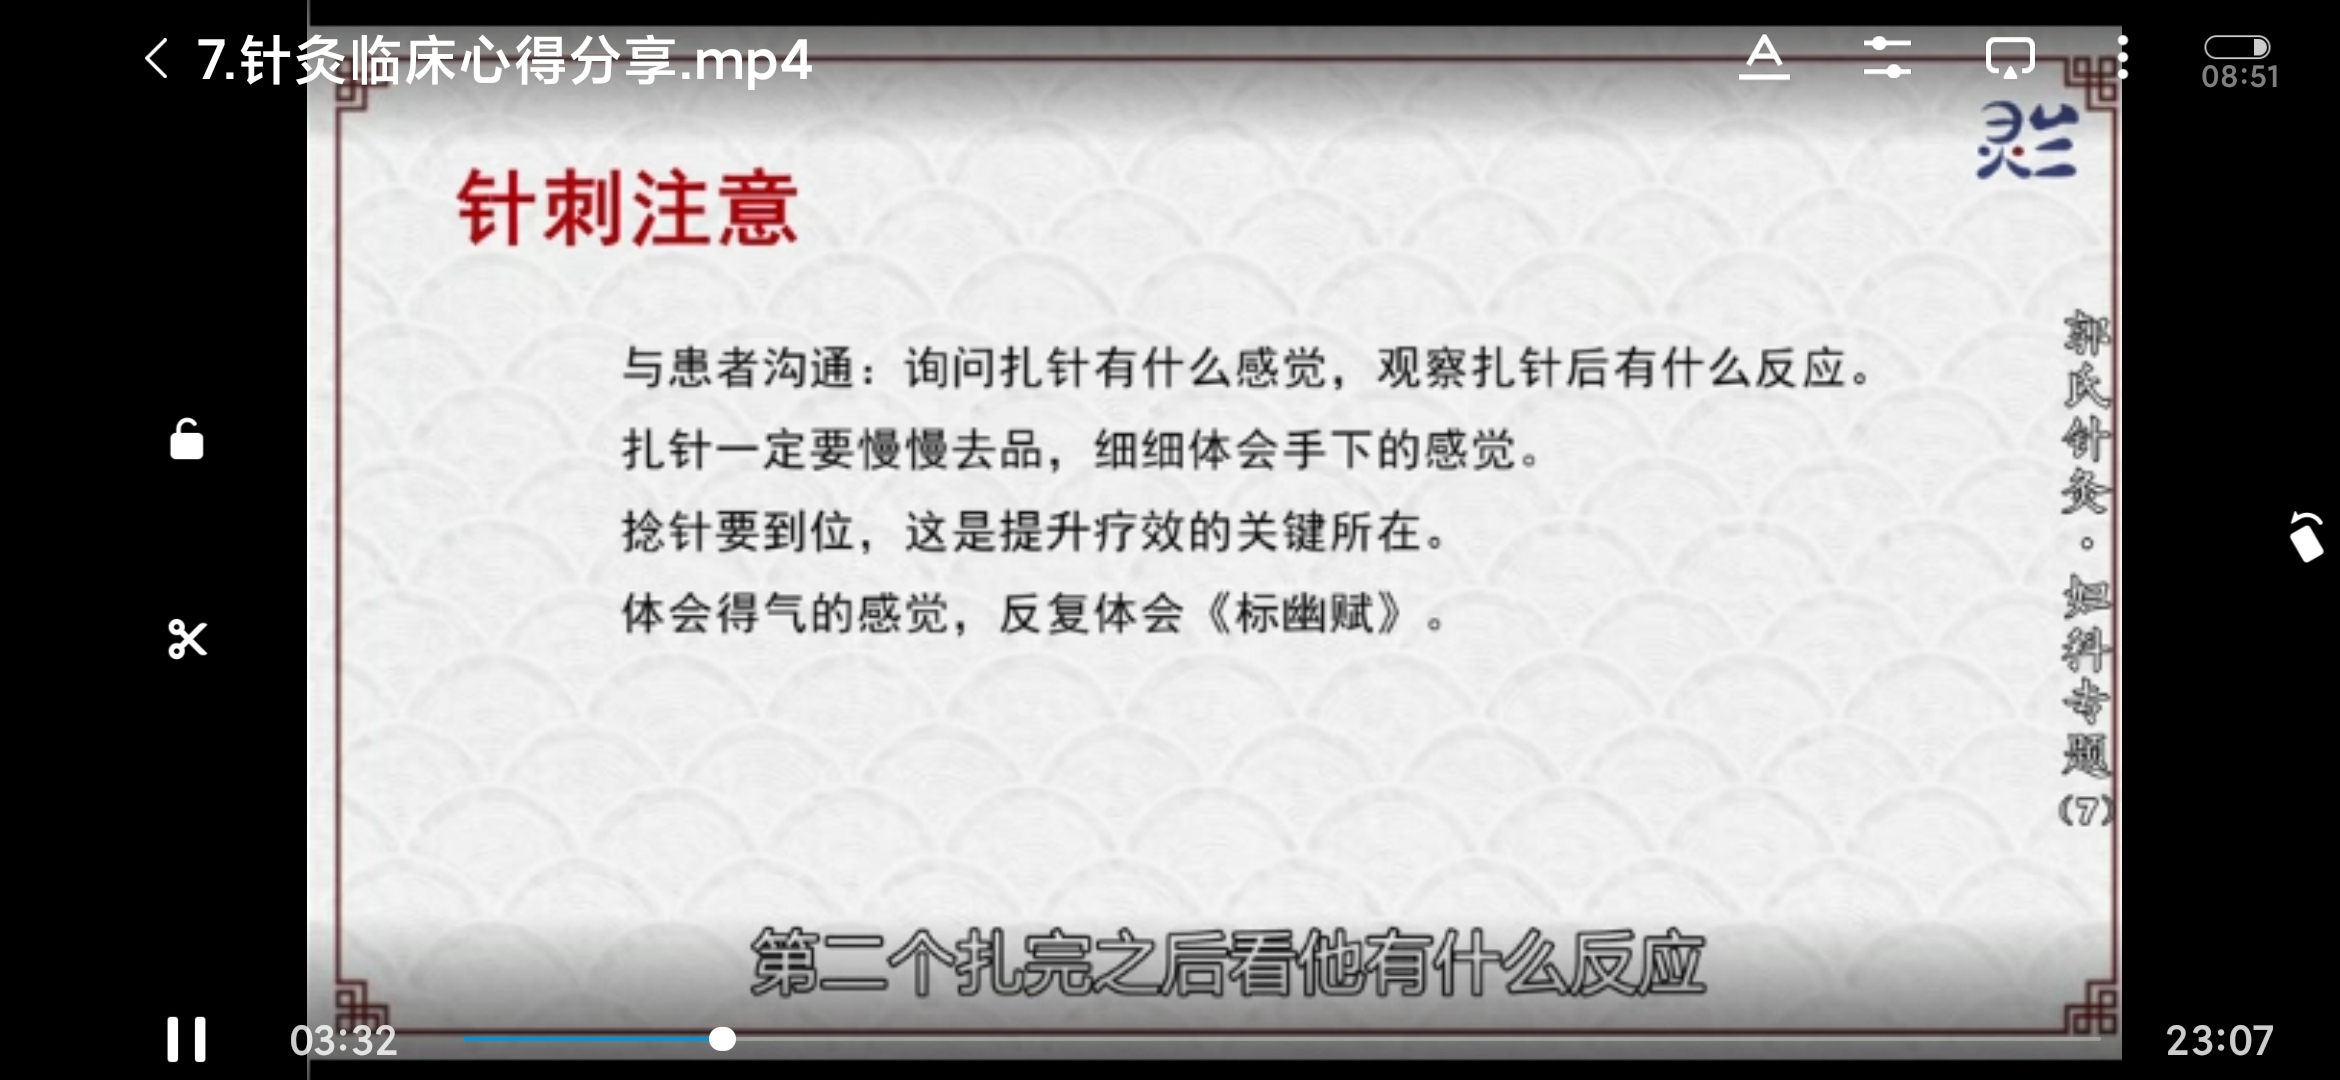 7.针灸临床心得分享.mp4
08:51
灵兰
针刺注意
与患者沟通：询问扎针有什么感觉，观察扎针后有什么反应。
扎针一定要慢慢去品，细细体会手下的感觉。
捻针要到位，这是提升疗效的关键所在。
体会得气的感觉，反复体会《标幽赋》。
郭氏针灸·妇科专题(7)
第二个扎完之后看他有什么反应
03:32
23:07